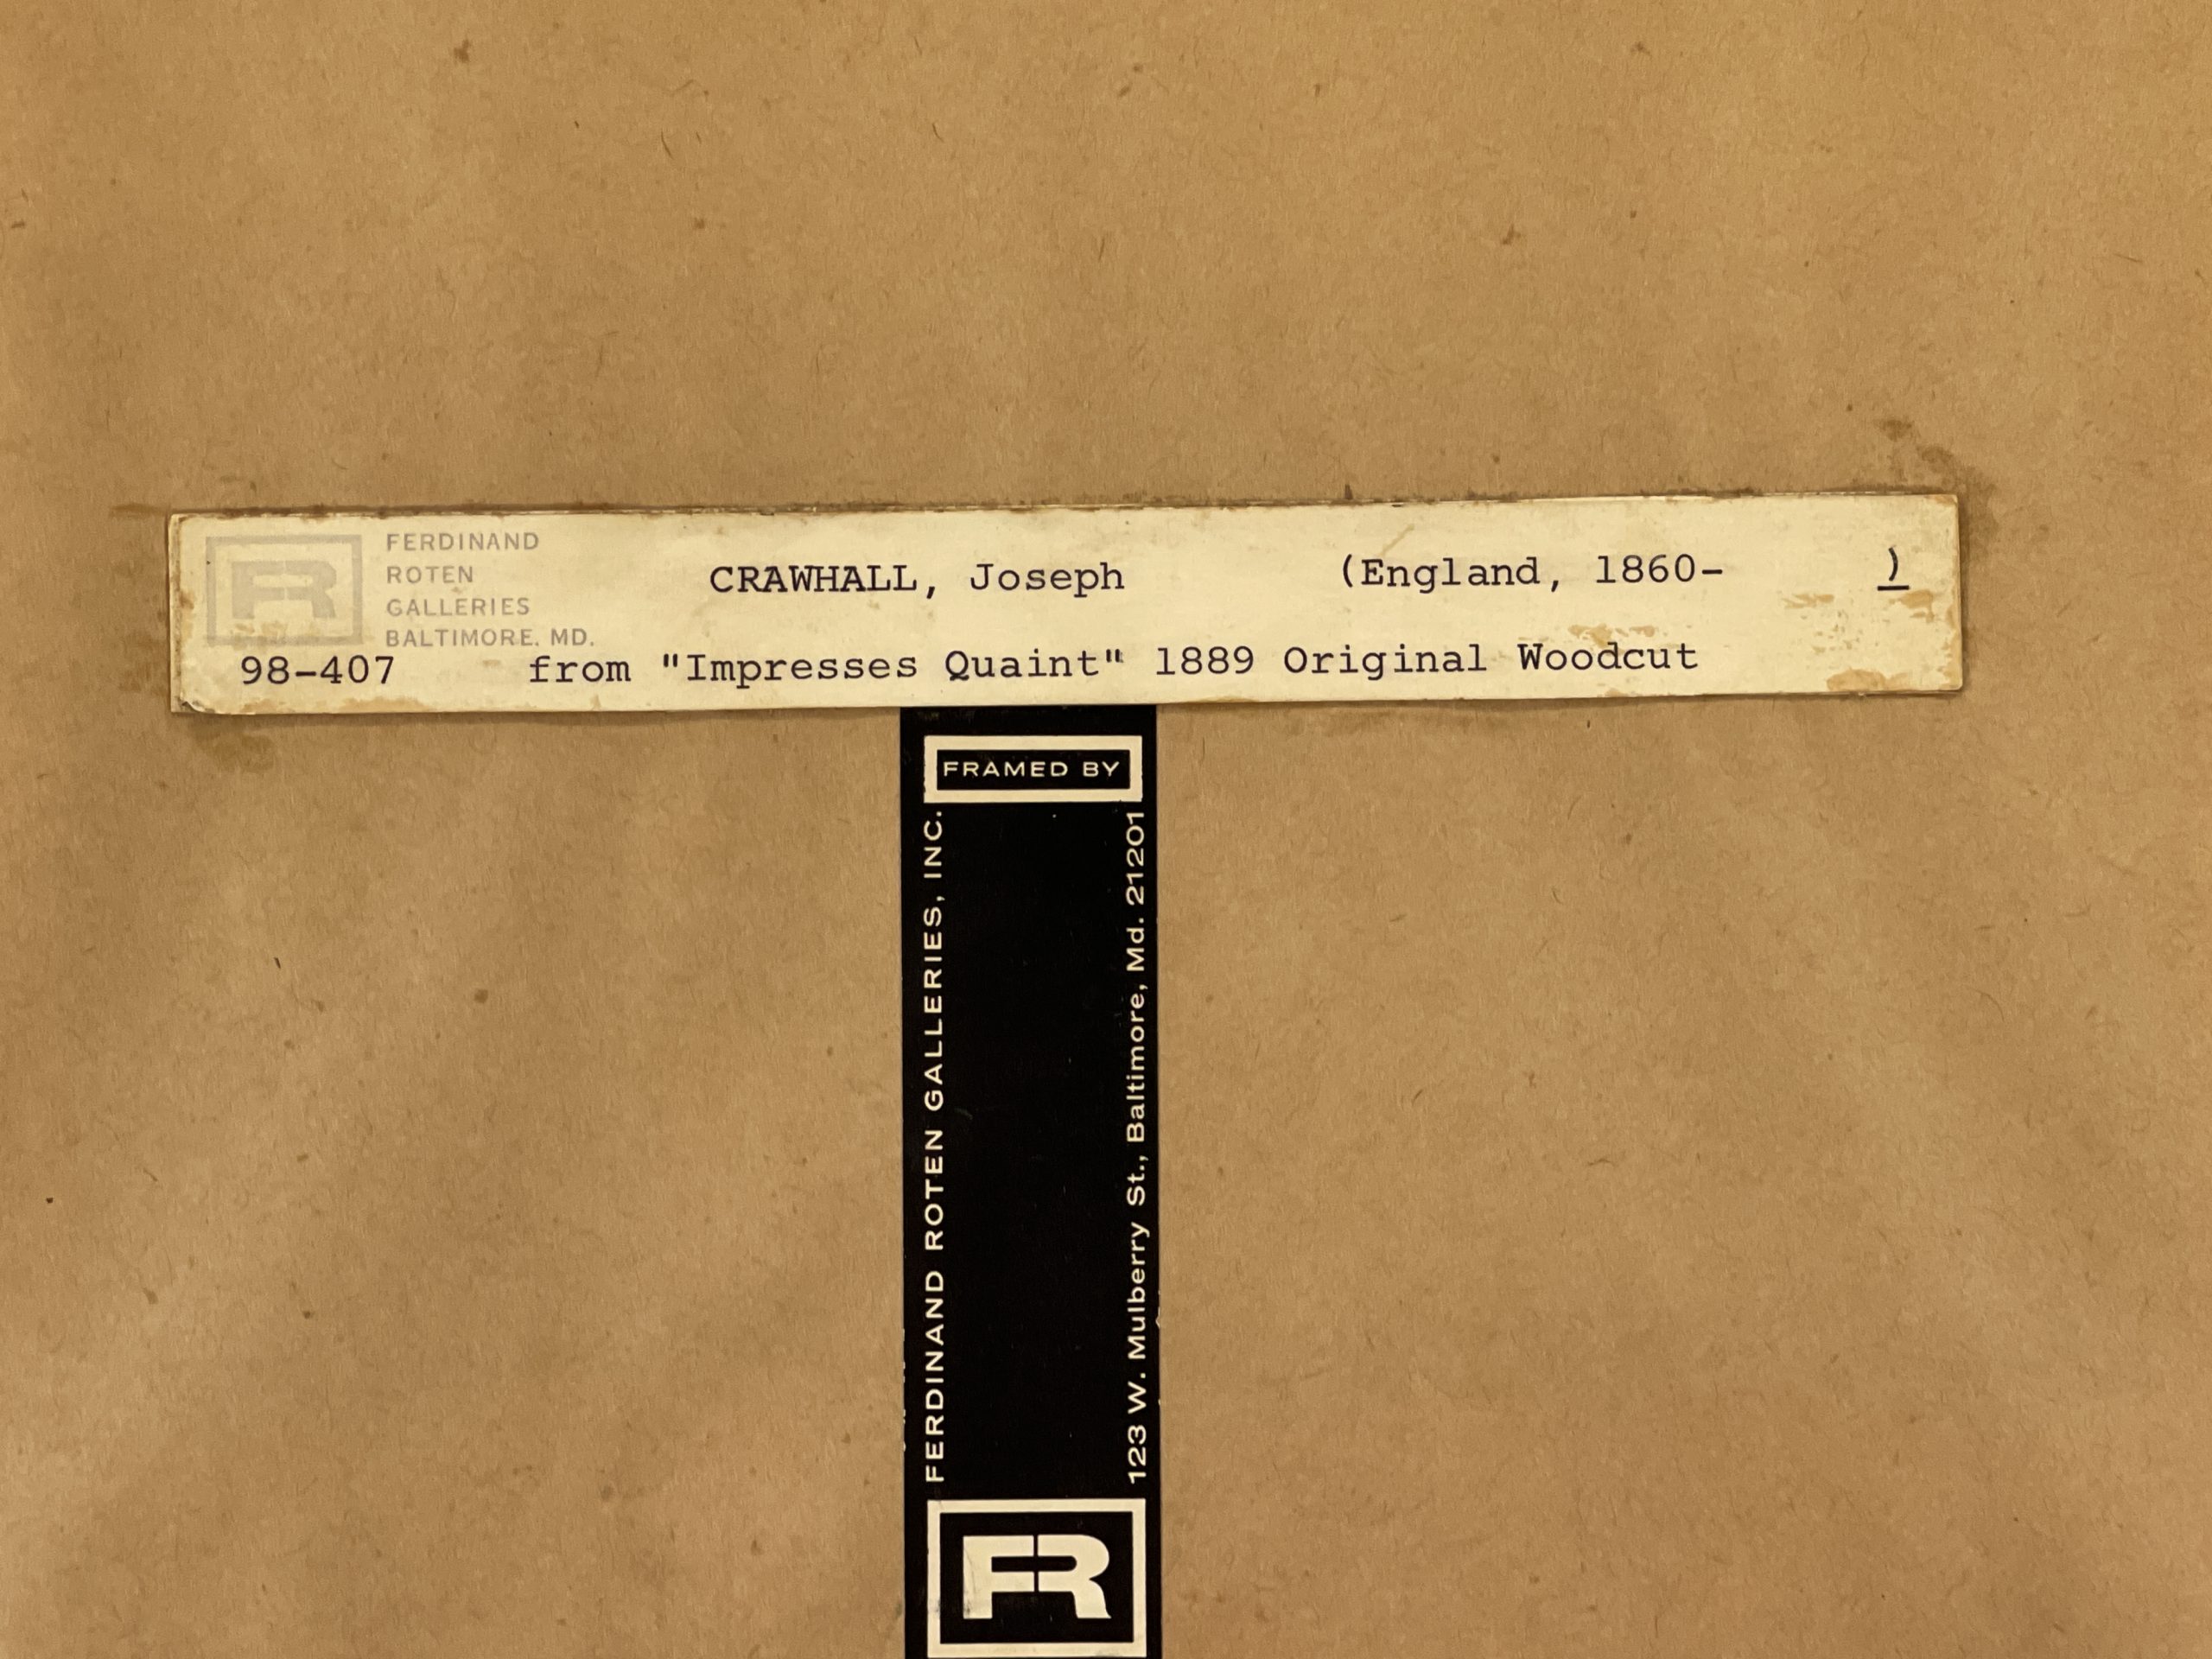 FR
FERDINAND
ROTEN
GALLERIES
BALTIMORE, MD.
CRAWHALL, Joseph (England, 1860- )
98-407 from "Impresses Quaint" 1889 Original Woodcut
FRAMED BY
FERDINAND ROTEN GALLERIES, INC.
123 W. Mulberry St., Baltimore, Md. 21201
FR